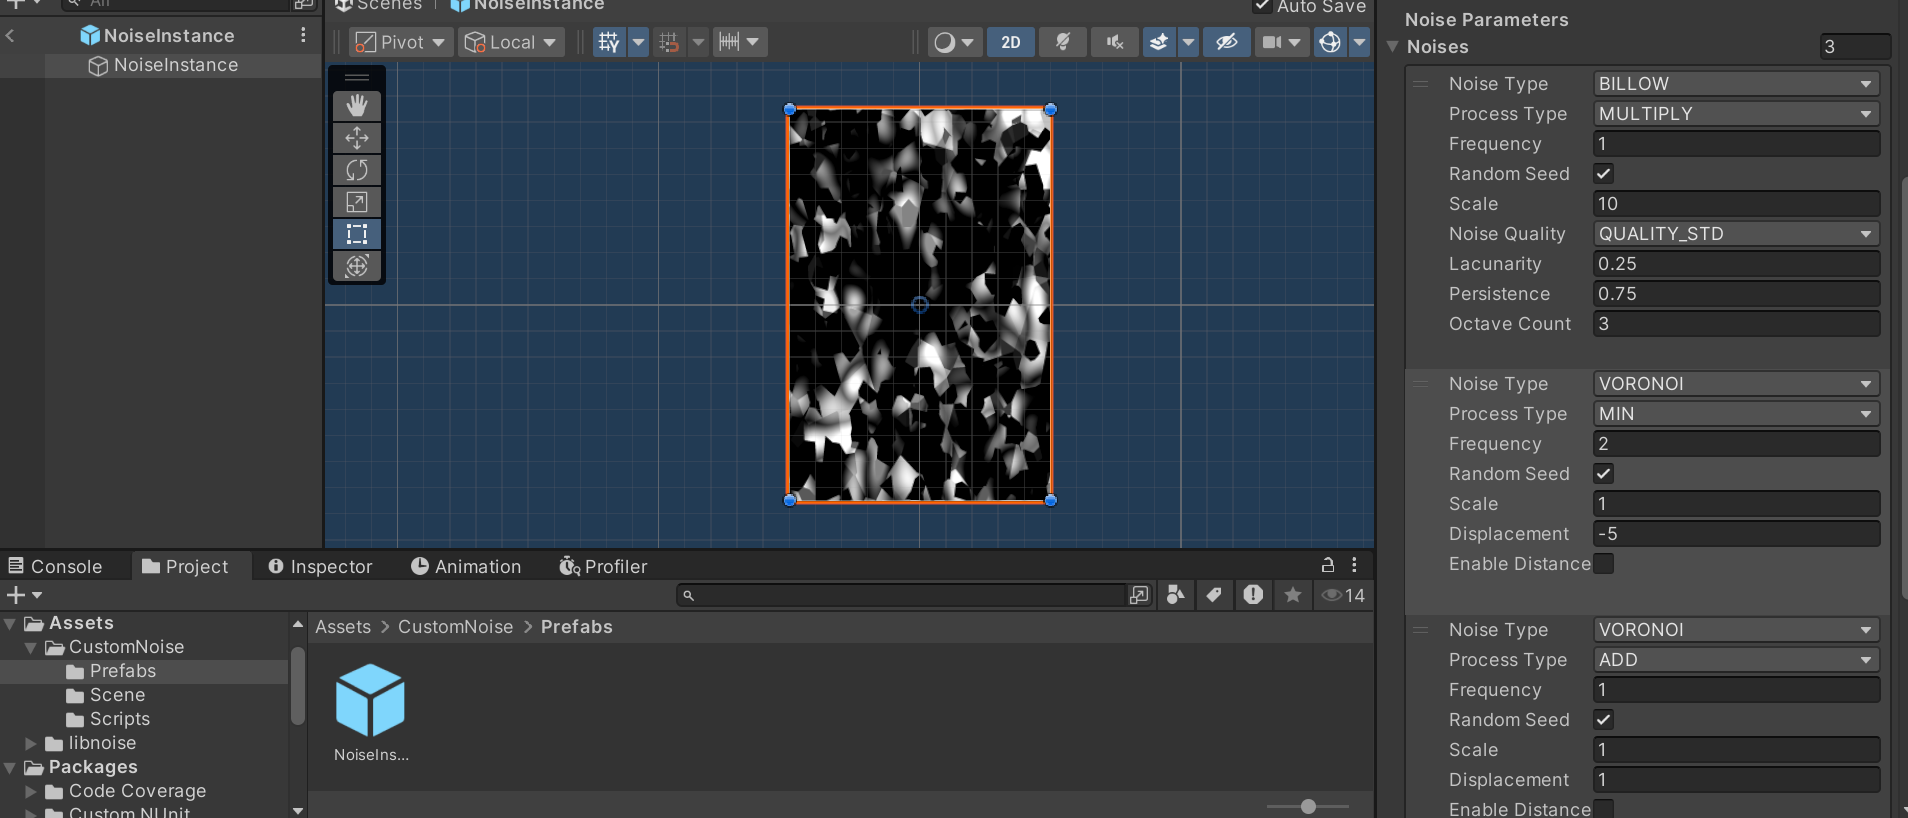 All
Scenes
NoiseInstance
Auto Save
NoiseInstance
NoiseInstance
Pivot
Local
2D
Noise Parameters
Noises
3
Noise Type
BILLOW
Process Type
MULTIPLY
Frequency
1
Random Seed
Scale
10
Noise Quality
QUALITY_STD
Lacunarity
0.25
Persistence
0.75
Octave Count
3
Noise Type
VORONOI
Process Type
MIN
Frequency
2
Random Seed
Scale
1
Displacement
-5
Enable Distance
Noise Type
VORONOI
Process Type
ADD
Frequency
1
Random Seed
Scale
1
Displacement
1
Enable Distance
Console
Project
Inspector
Animation
Profiler
14
Assets
CustomNoise
Prefabs
Scene
Scripts
libnoise
Packages
Code Coverage
Custom NUnit
Assets > CustomNoise > Prefabs
NoiseIns...